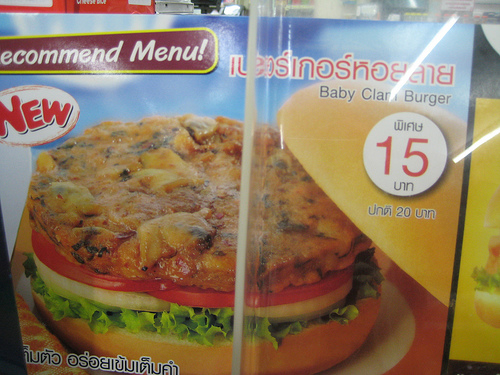 Cheese Bite
ecommend Menu!
NEW
เบอร์เกอร์หอยลาย
Baby Clam Burger
พิเศษ
15
บาท
ปกติ 20 บาท
อร่อยเข้มเต็มคำ